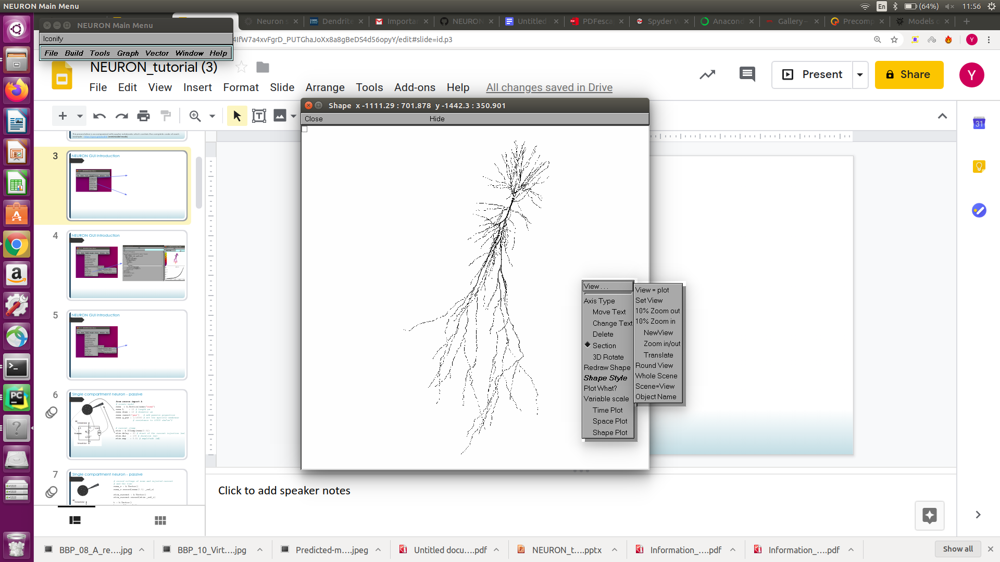 NEURON Main Menu
En
(64%)
11:56
NEURON Main Menu
Iconify
File Build Tools Graph Vector Window Help
Neuron s
Dendrite
Importar
NEURON
Untitled
PDFesca
Spyder W
Anacond
Gallery –
Precomp
Models o
4IfW7a4xvFgrD_PUTGhaJoXx8a8gBeDS4d56opyY/edit#slide=id.p3
NEURON_tutorial (3)
File Edit View Insert Format Slide Arrange Tools Add-ons Help All changes saved in Drive
Present
Share
Y
Shape x -1111.29 : 701.878 y -1442.3 : 350.901
Close Hide
View . . .
Axis Type
Move Text
Change Text
Delete
Section
3D Rotate
Redraw Shape
Shape Style
Plot What?
Variable scale
Time Plot
Space Plot
Shape Plot
View = plot
Set View
10% Zoom out
10% Zoom in
NewView
Zoom in/out
Translate
Round View
Whole Scene
Scene=View
Object Name
3
NEURON GUI introduction
4
NEURON GUI introduction
5
NEURON GUI introduction
6
Single compartment neuron - passive
from neuron import h
7
Single compartment neuron - passive
31
Click to add speaker notes
BBP_08_A_re....jpg
BBP_10_Virt....jpg
Predicted-m....jpeg
Untitled docu....pdf
NEURON_t....pptx
Information_....pdf
Information_....pdf
Show all